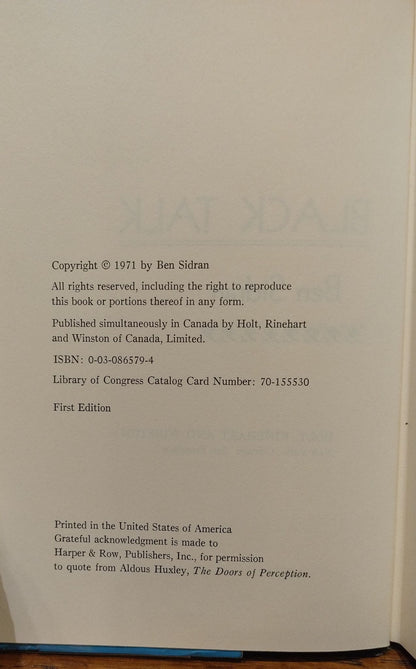 Copyright © 1971 by Ben Sidran
All rights reserved, including the right to reproduce
this book or portions thereof in any form.
Published simultaneously in Canada by Holt, Rinehart
and Winston of Canada, Limited.
ISBN: 0-03-086579-4
Library of Congress Catalog Card Number: 70-155530
First Edition
Printed in the United States of America
Grateful acknowledgment is made to
Harper & Row, Publishers, Inc., for permission
to quote from Aldous Huxley, The Doors of Perception.
BLACK TALK